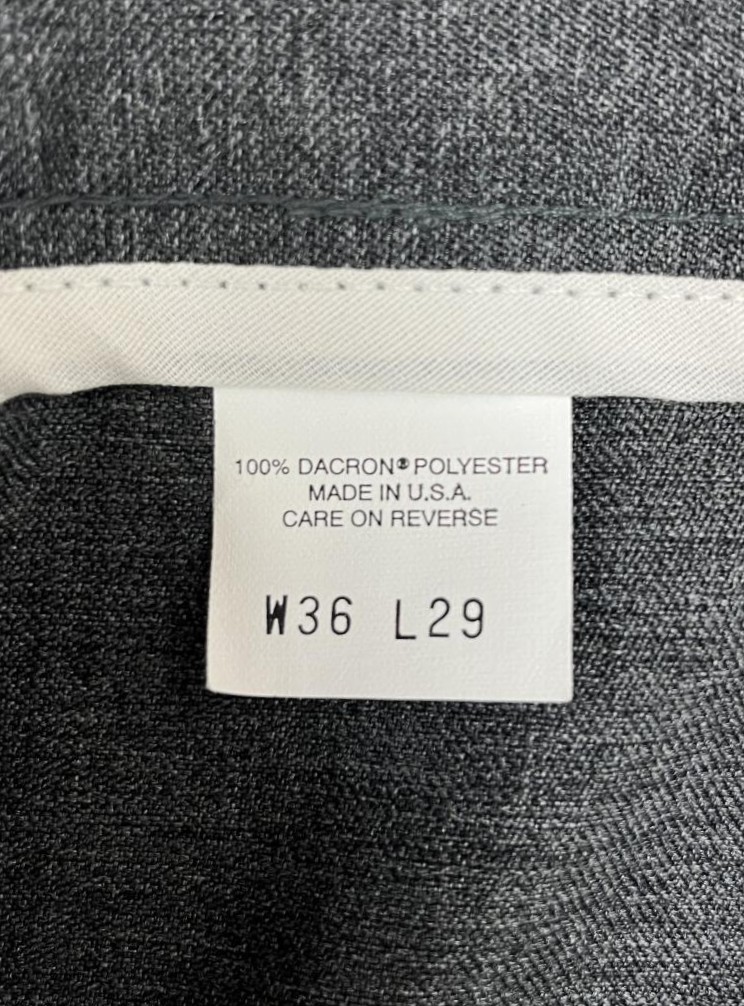 100% DACRON® POLYESTER
MADE IN U.S.A.
CARE ON REVERSE
W36 L29